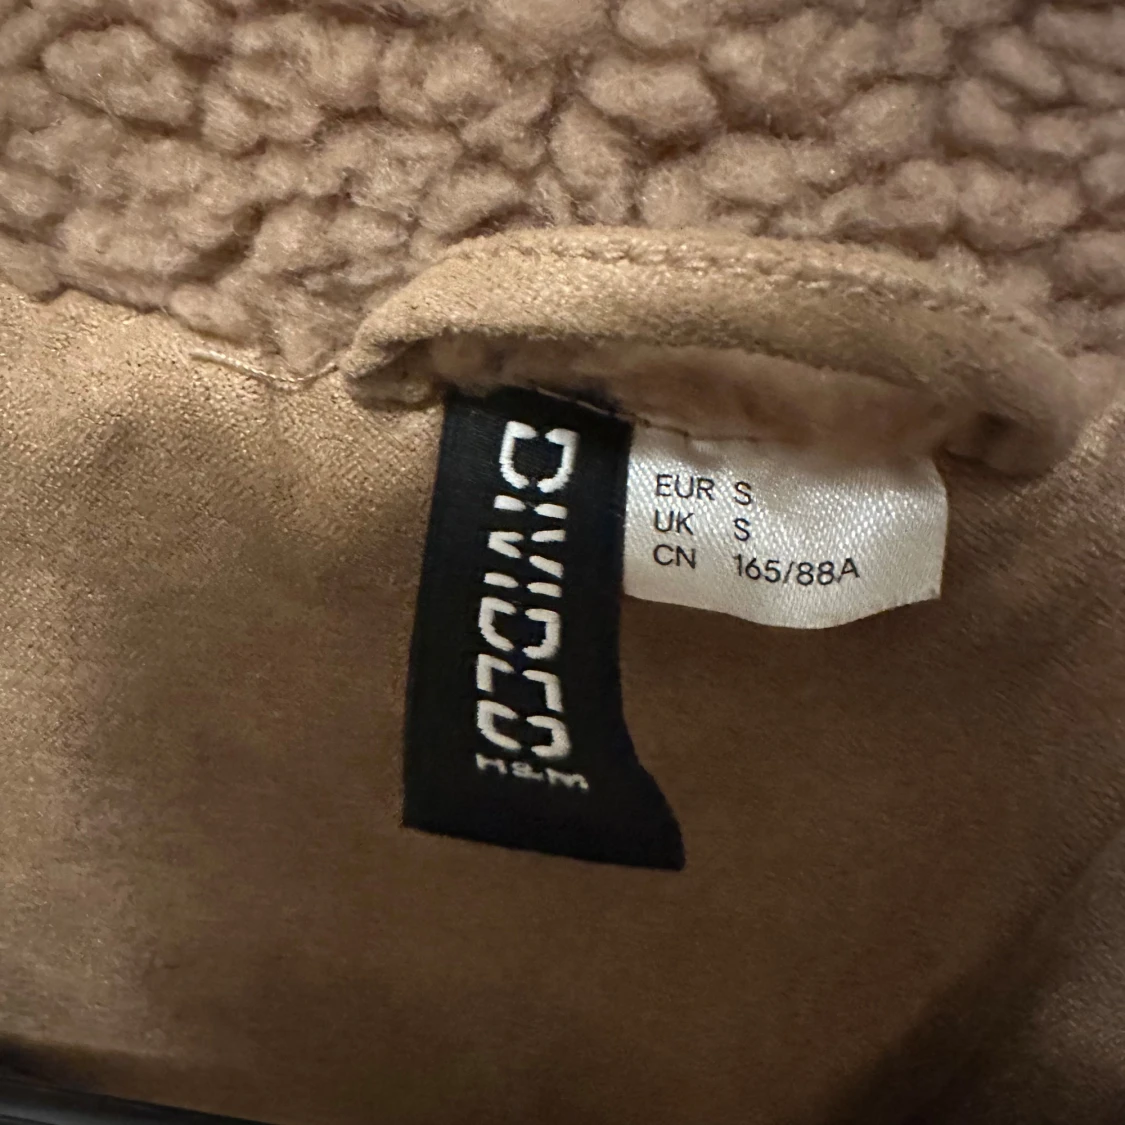 DIVIDED
H&M
EUR S
UK S
CN 165/88A